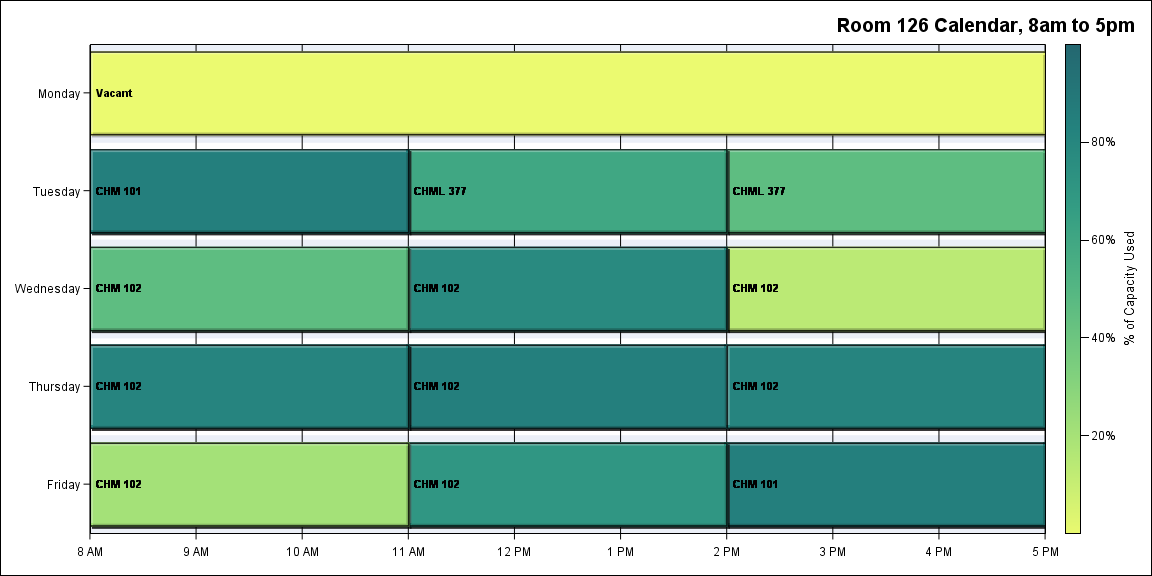 Room 126 Calendar, 8am to 5pm
Monday
Vacant
Tuesday
CHM 101
CHML 377
CHML 377
Wednesday
CHM 102
CHM 102
CHM 102
Thursday
CHM 102
CHM 102
CHM 102
Friday
CHM 102
CHM 102
CHM 101
8 AM
9 AM
10 AM
11 AM
12 PM
1 PM
2 PM
3 PM
4 PM
5 PM
80%
60%
40%
20%
% of Capacity Used